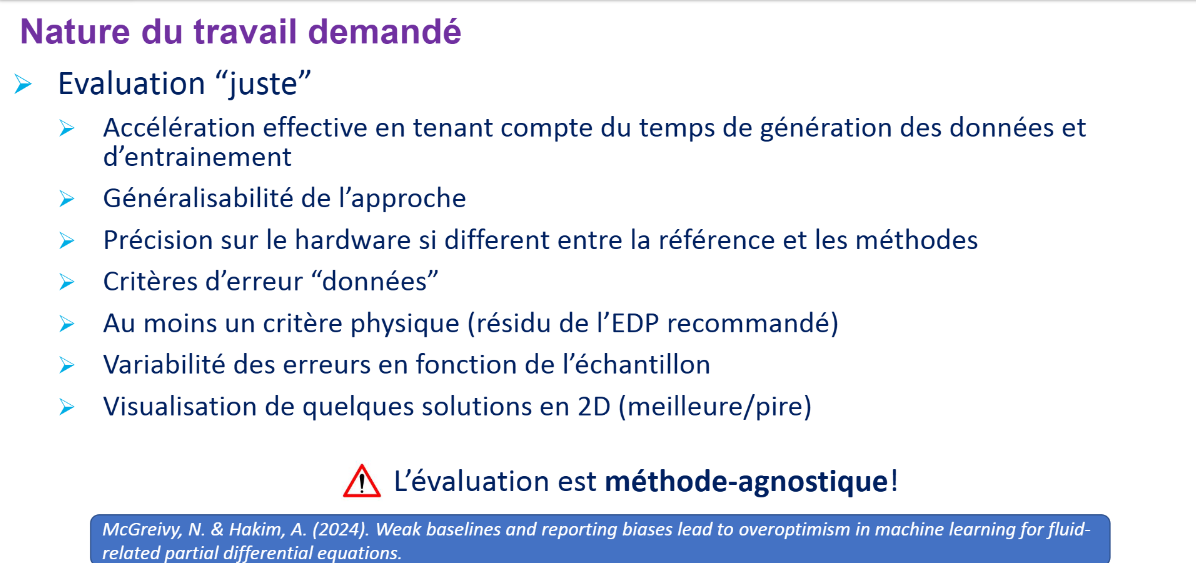 Nature du travail demandé
Evaluation “juste”
Accélération effective en tenant compte du temps de génération des données et
d’entrainement
Généralisabilité de l’approche
Précision sur le hardware si different entre la référence et les méthodes
Critères d’erreur “données”
Au moins un critère physique (résidu de l’EDP recommandé)
Variabilité des erreurs en fonction de l’échantillon
Visualisation de quelques solutions en 2D (meilleure/pire)
L’évaluation est méthode-agnostique!
McGreivy, N. & Hakim, A. (2024). Weak baselines and reporting biases lead to overoptimism in machine learning for fluid-
related partial differential equations.